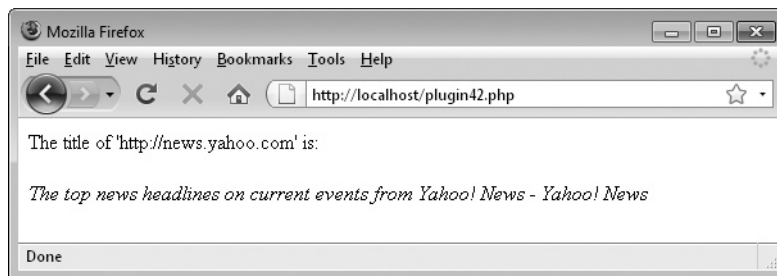 Mozilla Firefox
File Edit View History Bookmarks Tools Help
http://localhost/plugin42.php
The title of 'http://news.yahoo.com' is:
The top news headlines on current events from Yahoo! News - Yahoo! News
Done